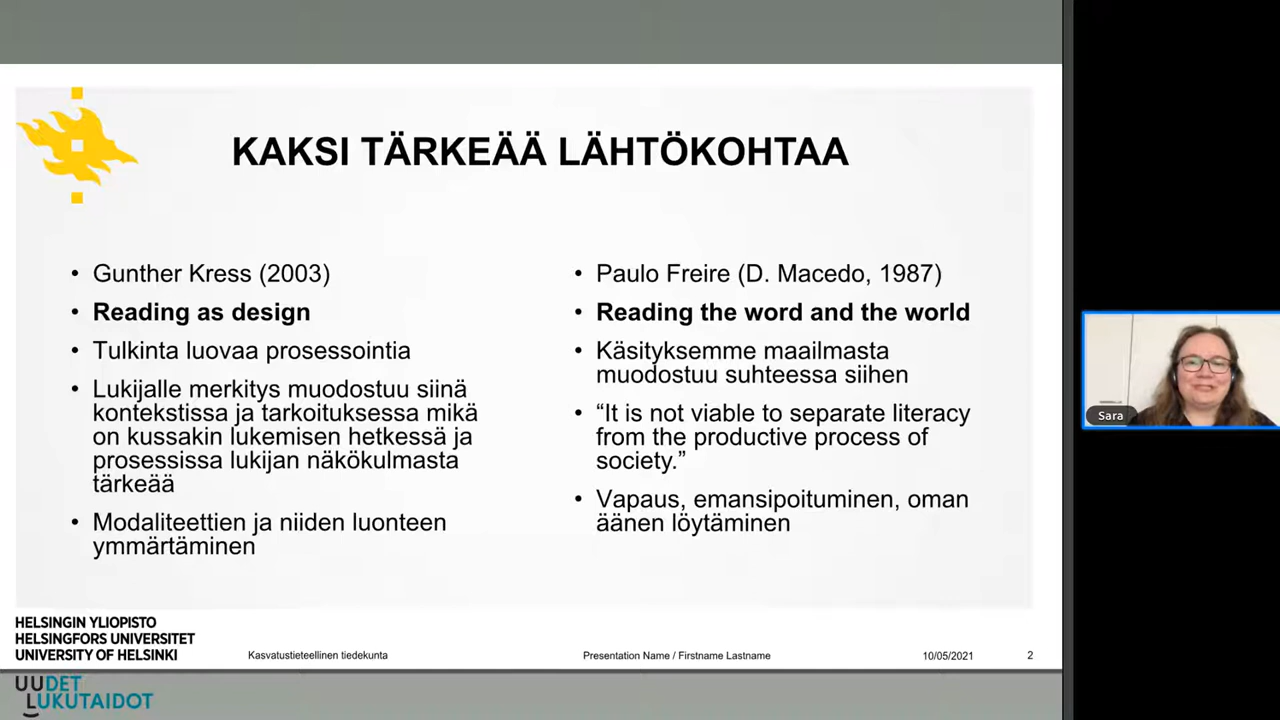 KAKSI TÄRKEÄÄ LÄHTÖKOHTAA
• Gunther Kress (2003)
• Reading as design
• Tulkinta luovaa prosessointia
• Lukijalle merkitys muodostuu siinä
kontekstissa ja tarkoituksessa mikä
on kussakin lukemisen hetkessä ja
prosessissa lukijan näkökulmasta
tärkeää
• Modaliteettien ja niiden luonteen
ymmärtäminen
• Paulo Freire (D. Macedo, 1987)
• Reading the word and the world
• Käsityksemme maailmasta
muodostuu suhteessa siihen
• “It is not viable to separate literacy
from the productive process of
society.”
• Vapaus, emansipoituminen, oman
äänen löytäminen
Sara
HELSINGIN YLIOPISTO
HELSINGFORS UNIVERSITET
UNIVERSITY OF HELSINKI
Kasvatustieteellinen tiedekunta
Presentation Name / Firstname Lastname
10/05/2021
2
UUDET
LUKUTAIDOT